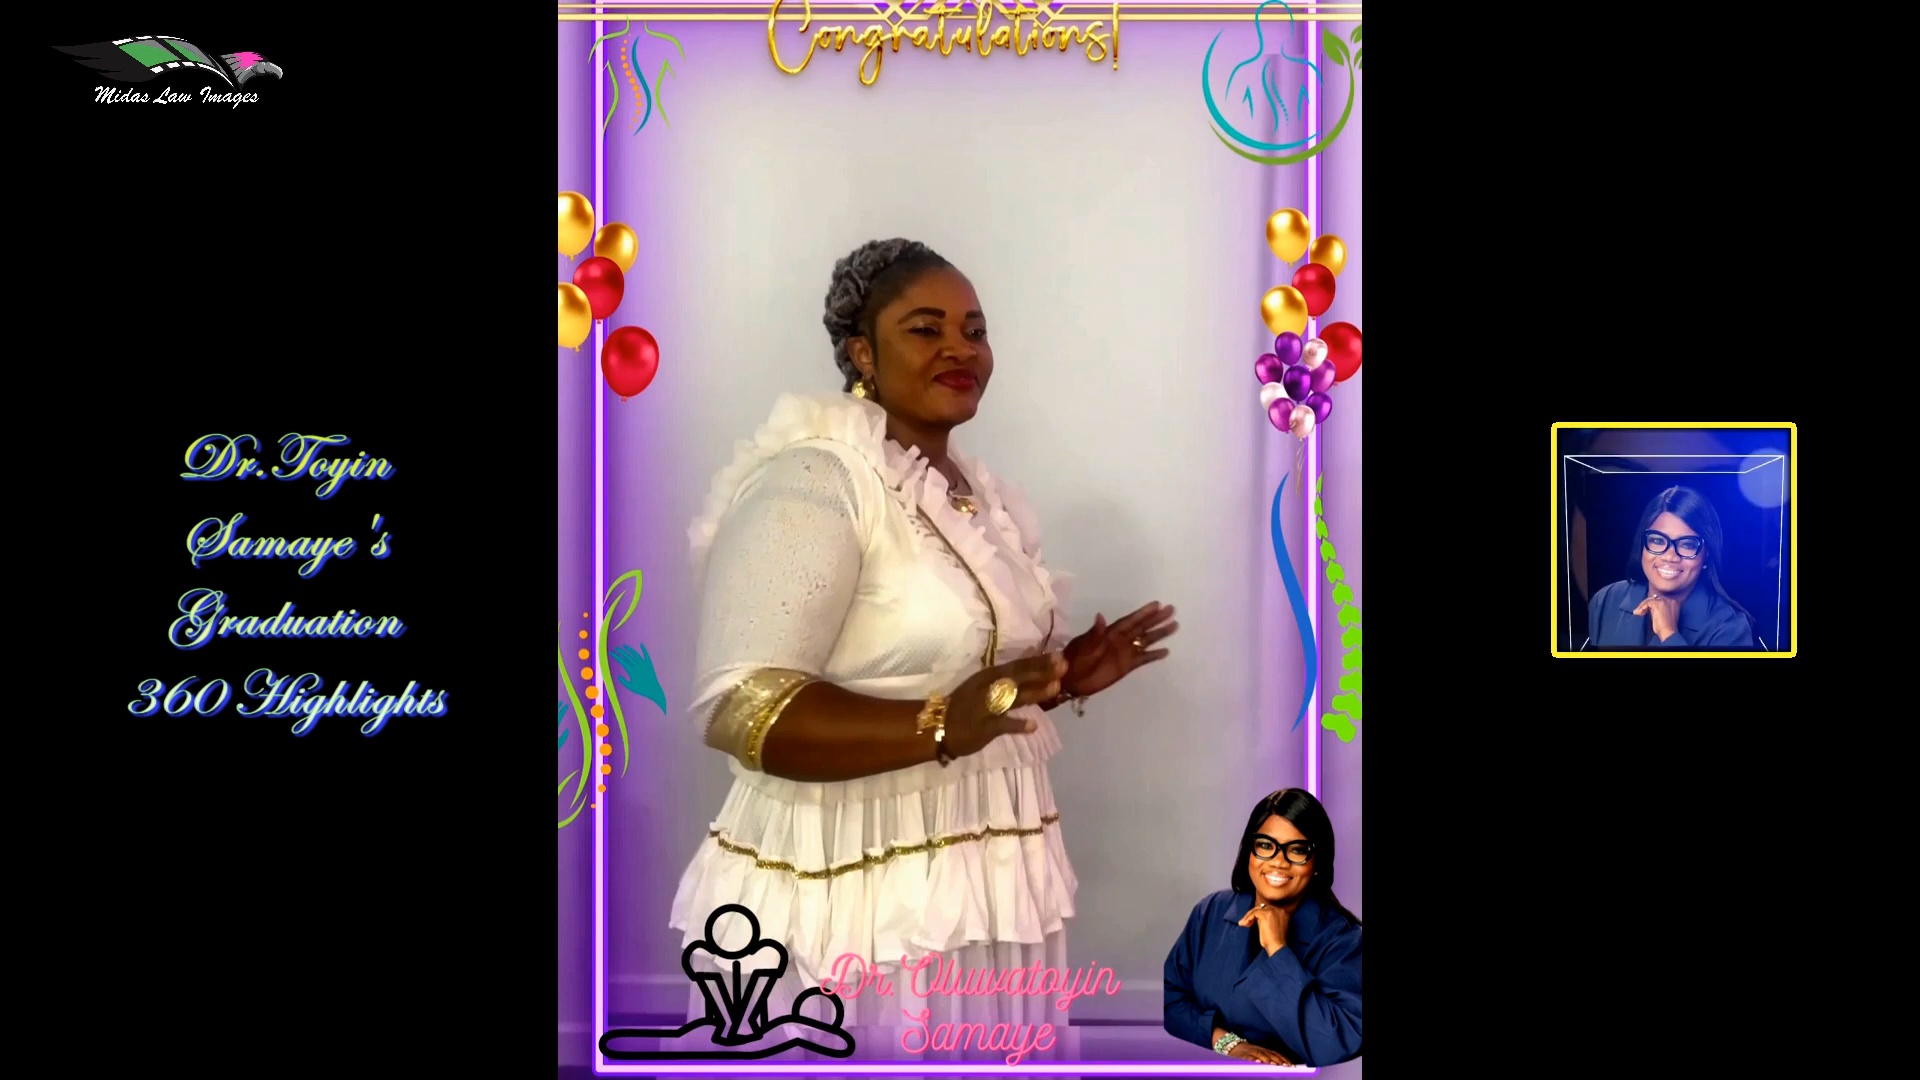 Congratulations!
Midas Law Images
Dr.Toyin
Samaye's
Graduation
360 Highlights
Dr. Oluwatoyin
Samaye